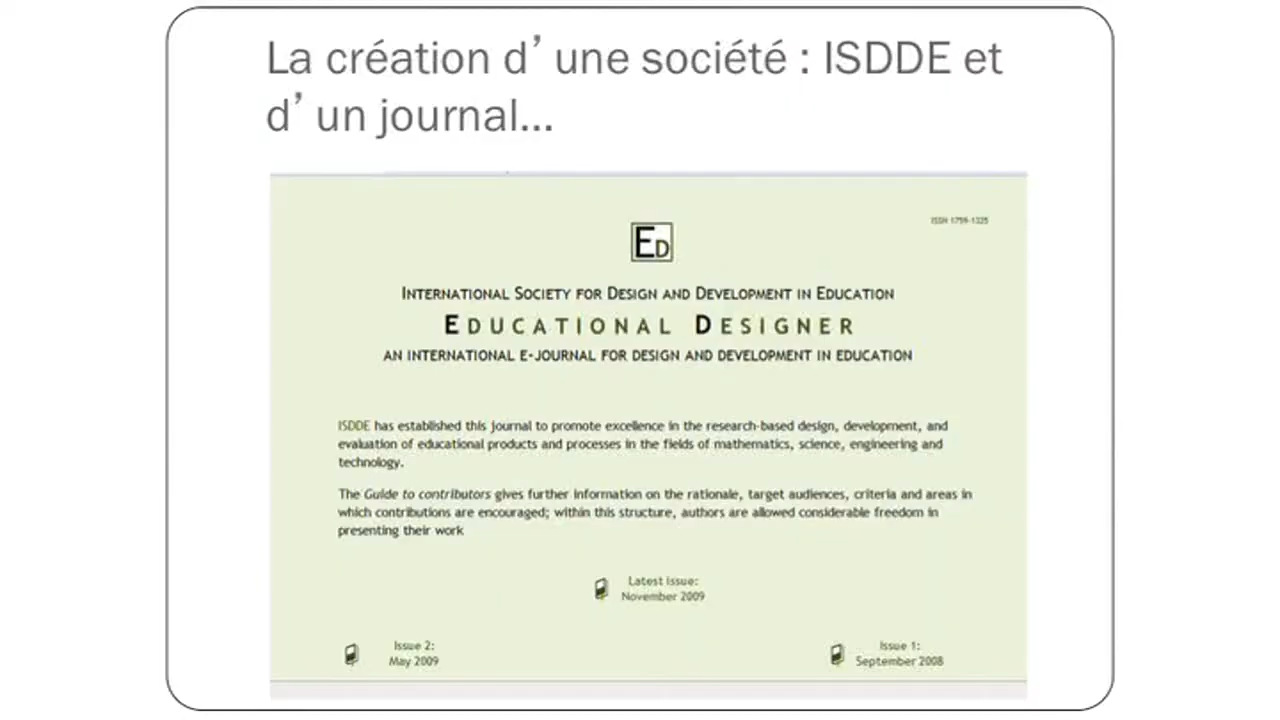 La création d’ une société : ISDDE et
d’ un journal...
ISSN 1759-1325
ED
INTERNATIONAL SOCIETY FOR DESIGN AND DEVELOPMENT IN EDUCATION
EDUCATIONAL DESIGNER
AN INTERNATIONAL E-JOURNAL FOR DESIGN AND DEVELOPMENT IN EDUCATION
ISDDE has established this journal to promote excellence in the research-based design, development, and
evaluation of educational products and processes in the fields of mathematics, science, engineering and
technology.
The Guide to contributors gives further information on the rationale, target audiences, criteria and areas in
which contributions are encouraged; within this structure, authors are allowed considerable freedom in
presenting their work
Latest Issue:
November 2009
Issue 2:
May 2009
Issue 1:
September 2008